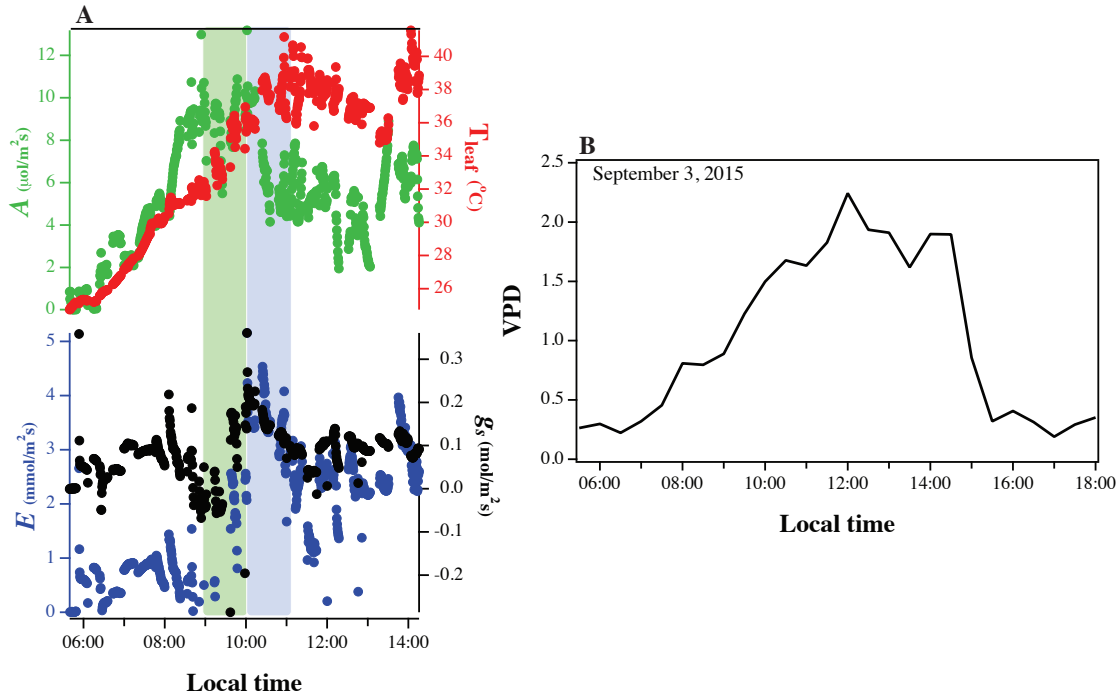 A
12
10
8
6
4
2
0
A (μol/m²s)
40
38
36
34
32
30
28
26
Tleaf (°C)
5
4
3
2
1
0
E (mmol/m²s)
0.3
0.2
0.1
0.0
-0.1
-0.2
gs (mol/m²s)
06:00 08:00 10:00 12:00 14:00
Local time
B
September 3, 2015
2.5
2.0
1.5
1.0
0.5
0.0
VPD
06:00 08:00 10:00 12:00 14:00 16:00 18:00
Local time